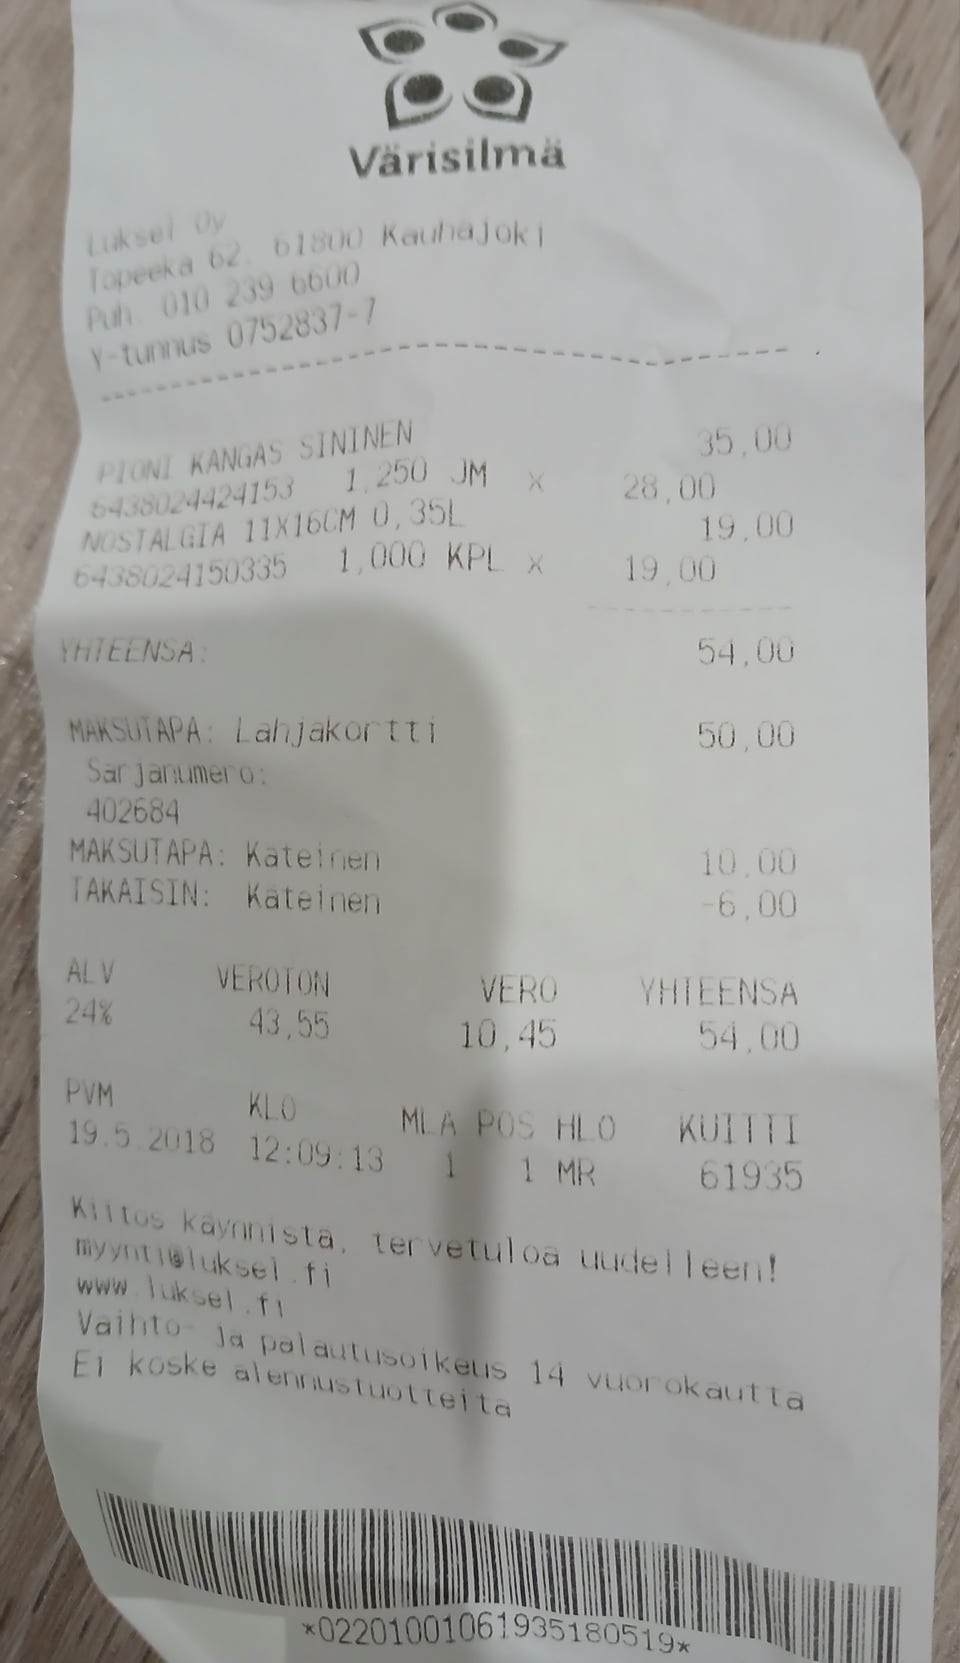 Värisilmä
Luksel Oy
Topeeka 62, 61800 Kauhajoki
Puh. 010 239 6600
Y-tunnus 0752837-7
PIONI KANGAS SININEN 35,00
6438024424153 1,250 JM x 28,00
NOSTALGIA 11X16CM 0,35L 19,00
6438024150335 1,000 KPL x 19,00
YHTEENSA: 54,00
MAKSUTAPA: Lahjakortti 50,00
Sarjanumero:
402684
MAKSUTAPA: Käteinen 10,00
TAKAISIN: Käteinen -6,00
ALV VEROTON VERO YHTEENSA
24% 43,55 10,45 54,00
PVM KLO MLA POS HLO KUITTI
19.5.2018 12:09:13 1 1 MR 61935
Kiitos käynnistä, tervetuloa uudelleen!
myynti@luksel.fi
www.luksel.fi
Vaihto- ja palautusoikeus 14 vuorokautta
Ei koske alennustuotteita
*02201001061935180519*